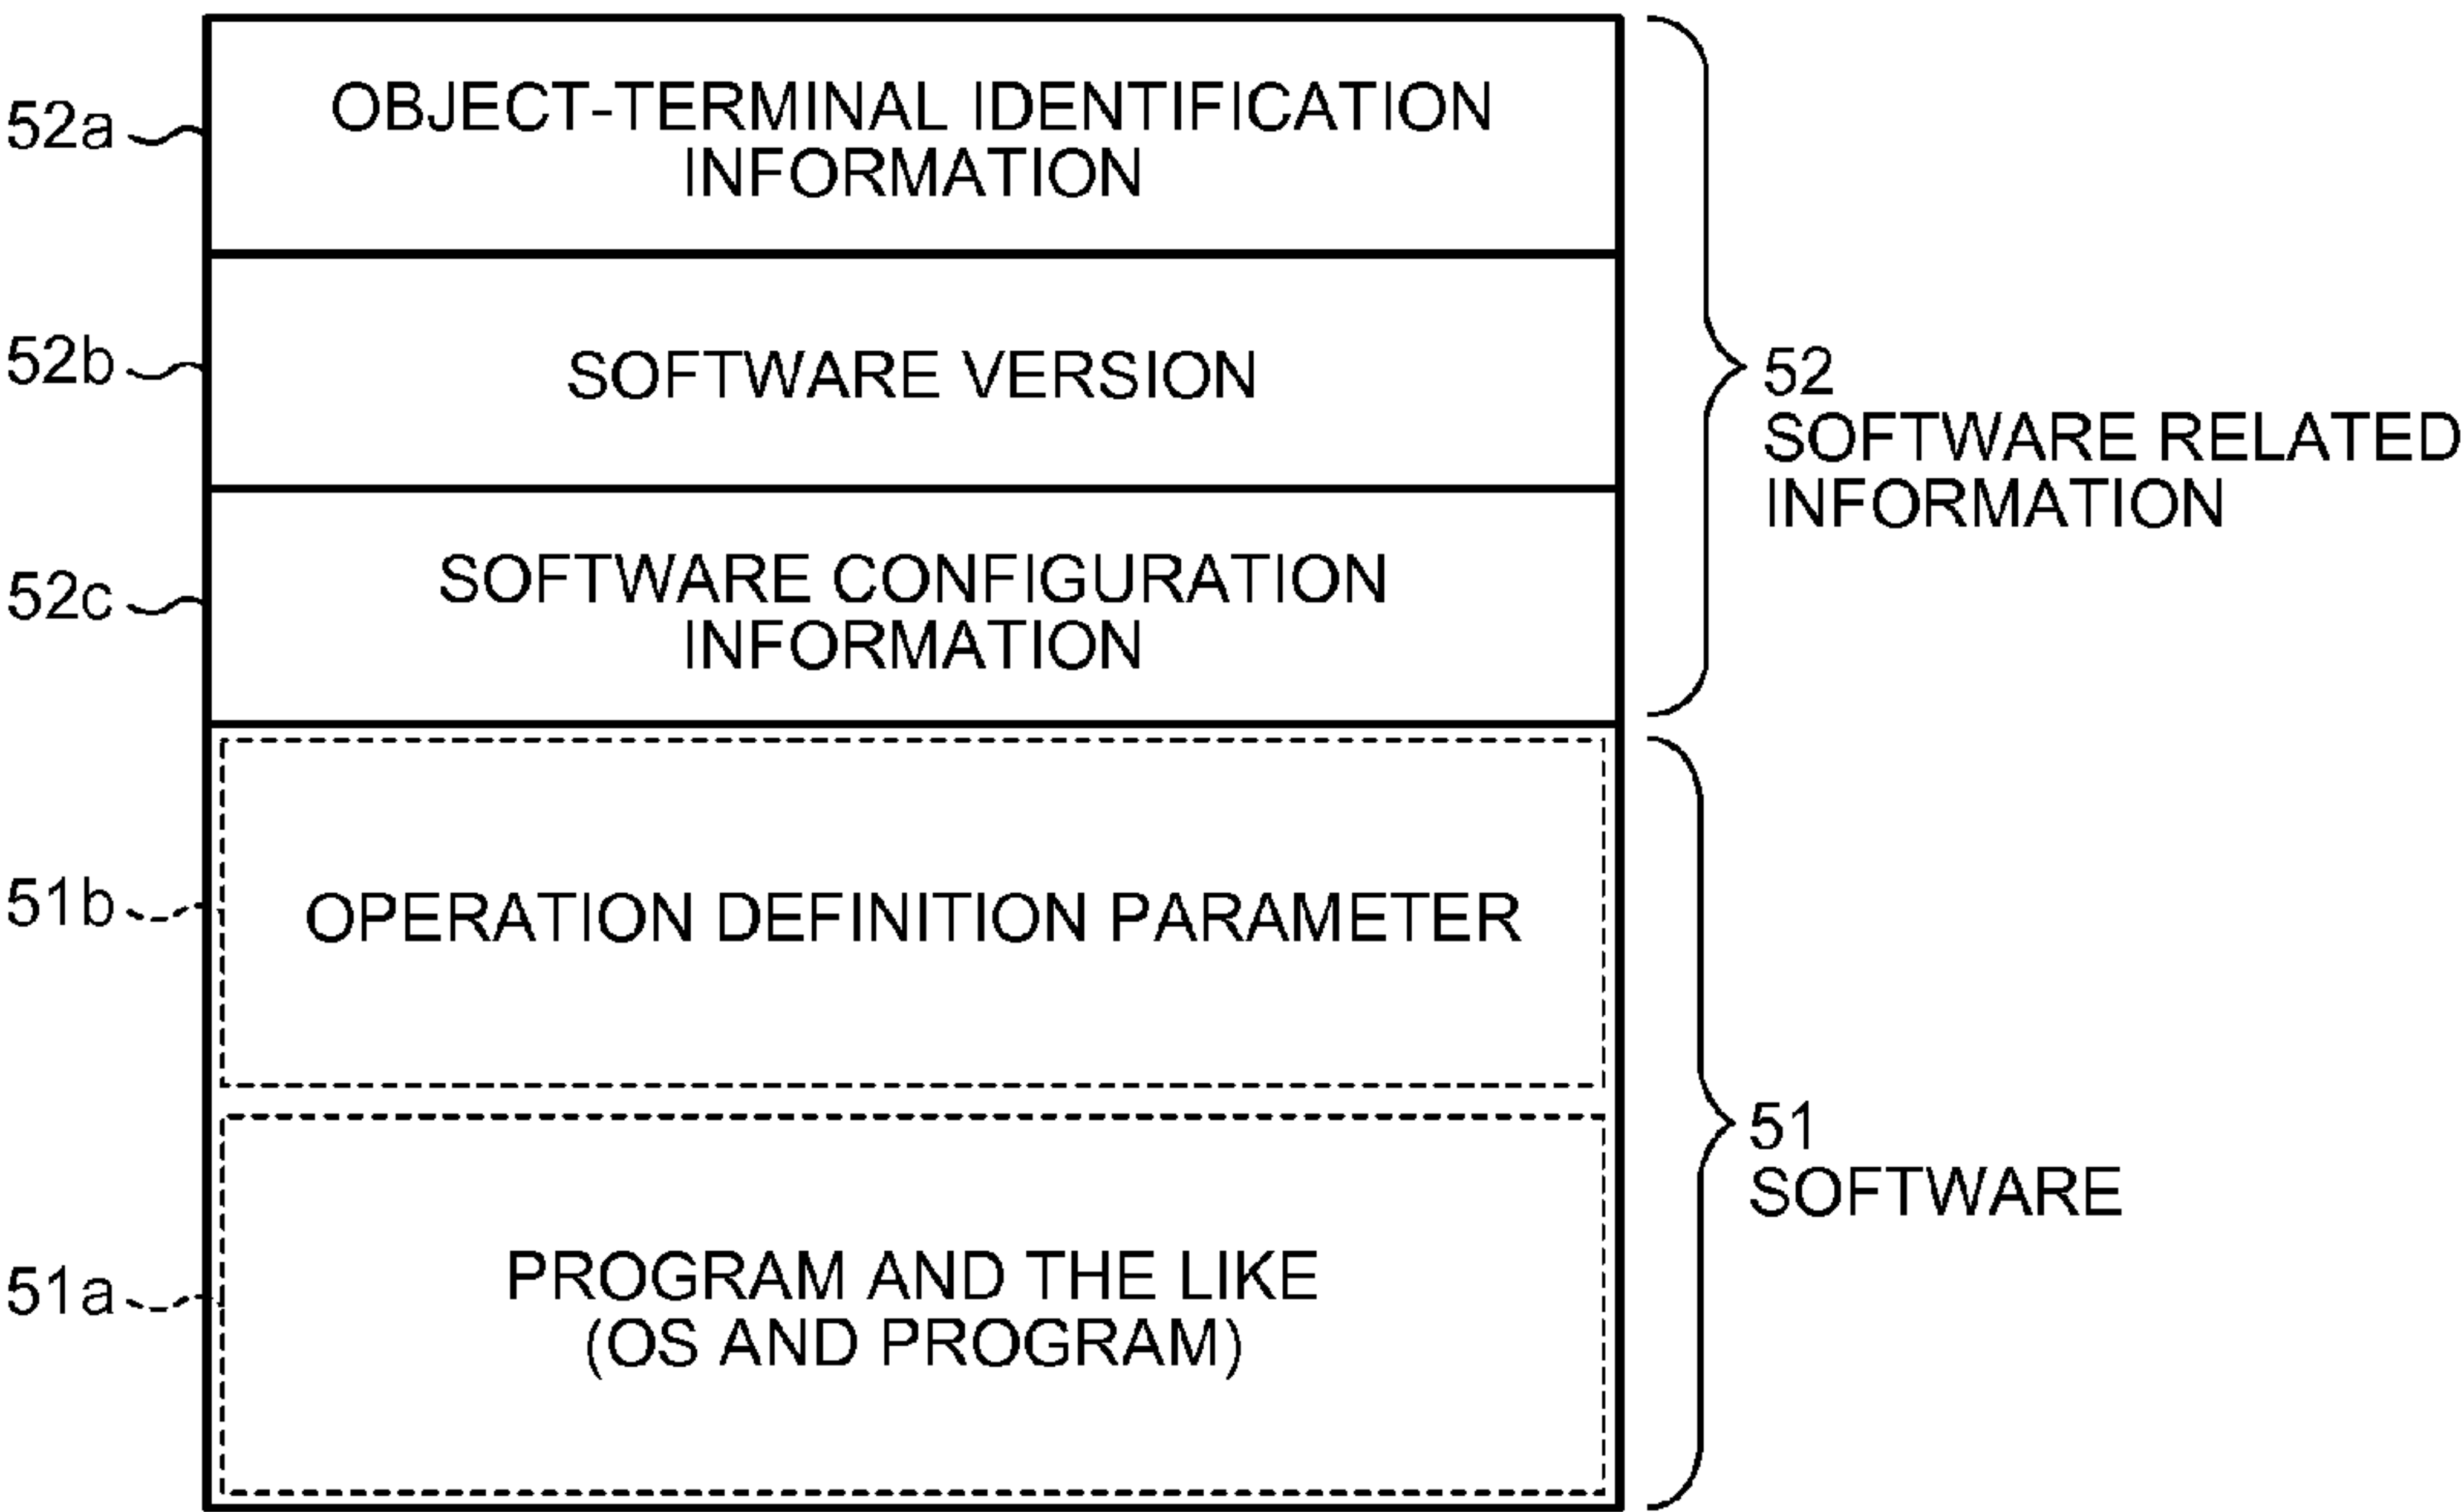 52a
OBJECT-TERMINAL IDENTIFICATION
INFORMATION
52b
SOFTWARE VERSION
52
SOFTWARE RELATED
INFORMATION
52c
SOFTWARE CONFIGURATION
INFORMATION
51b
OPERATION DEFINITION PARAMETER
51
SOFTWARE
51a
PROGRAM AND THE LIKE
(OS AND PROGRAM)